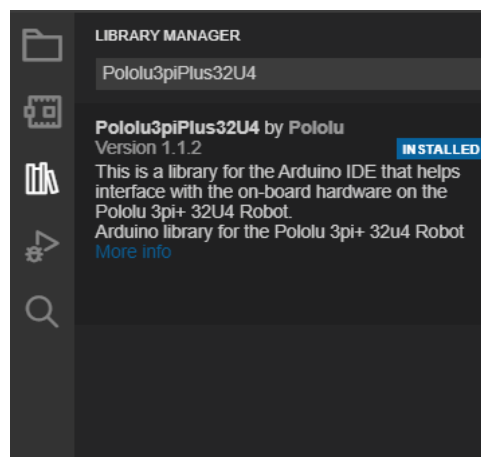 LIBRARY MANAGER
Pololu3piPlus32U4
Pololu3piPlus32U4 by Pololu
Version 1.1.2
INSTALLED
This is a library for the Arduino IDE that helps
interface with the on-board hardware on the
Pololu 3pi+ 32U4 Robot.
Arduino library for the Pololu 3pi+ 32u4 Robot
More info